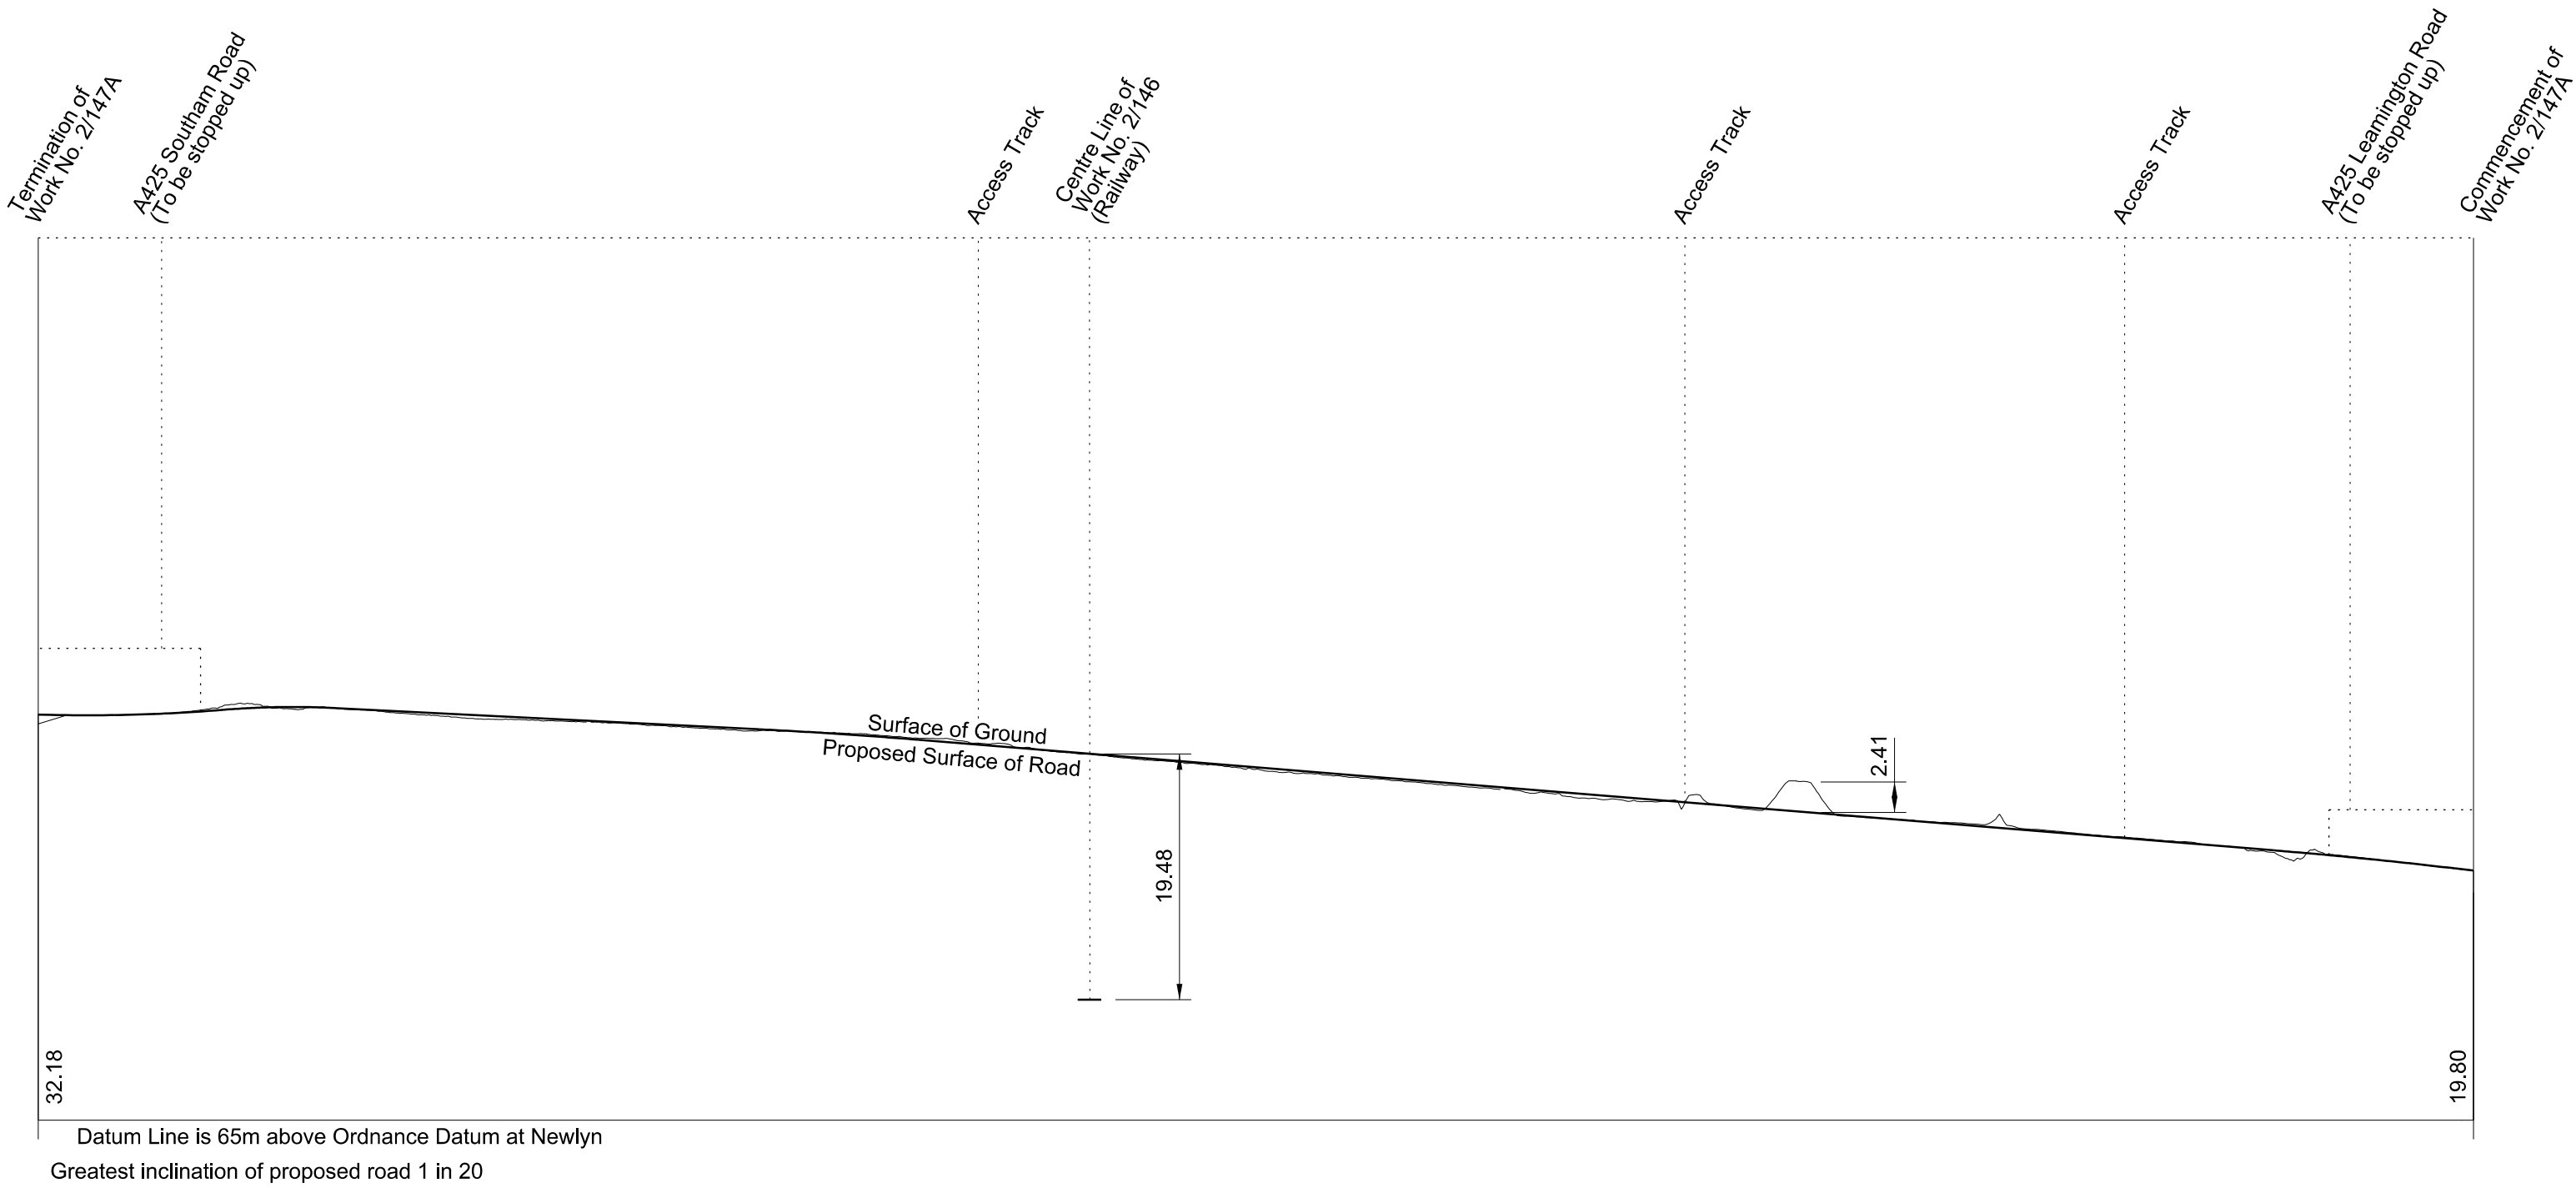 Termination of
Work No. 2/147A
A425 Southam Road
(To be stopped up)
Access Track
Centre Line of
Work No. 2/146
(Railway)
Access Track
Access Track
A425 Leamington Road
(To be stopped up)
Commencement of
Work No. 2/147A
Surface of Ground
Proposed Surface of Road
2.41
19.48
32.18
19.80
Datum Line is 65m above Ordnance Datum at Newlyn
Greatest inclination of proposed road 1 in 20